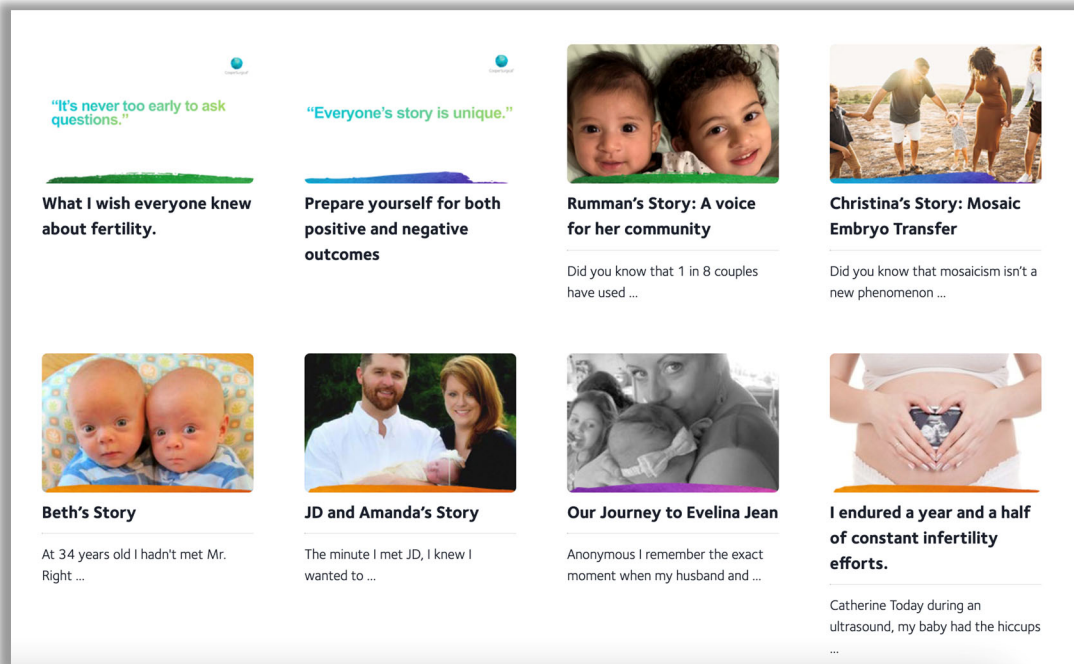 “It’s never too early to ask
questions.”
What I wish everyone knew
about fertility.
“Everyone’s story is unique.”
Prepare yourself for both
positive and negative
outcomes
Rumman’s Story: A voice
for her community
Did you know that 1 in 8 couples
have used ...
Christina’s Story: Mosaic
Embryo Transfer
Did you know that mosaicism isn’t a
new phenomenon ...
Beth’s Story
At 34 years old I hadn't met Mr.
Right ...
JD and Amanda’s Story
The minute I met JD, I knew I
wanted to ...
Our Journey to Evelina Jean
Anonymous I remember the exact
moment when my husband and ...
I endured a year and a half
of constant infertility
efforts.
Catherine Today during an
ultrasound, my baby had the hiccups
...